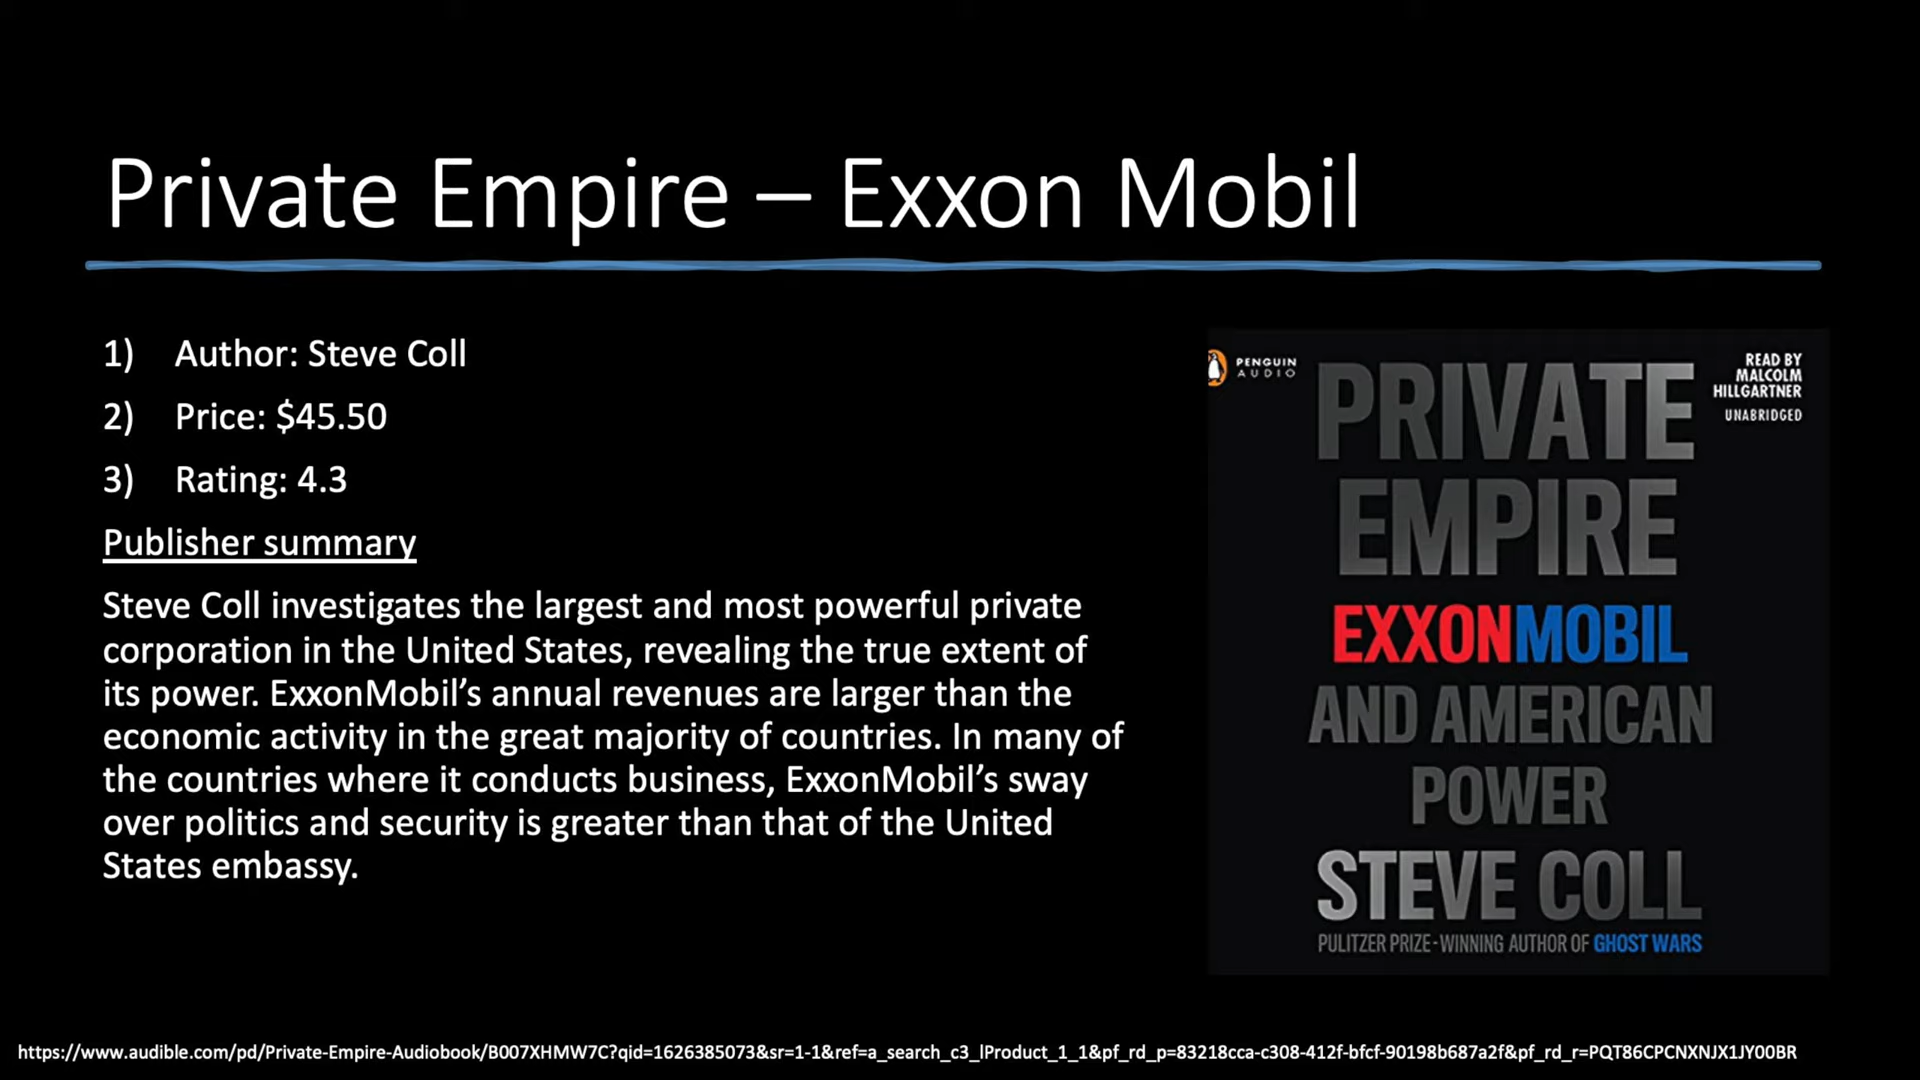 Private Empire – Exxon Mobil
1) Author: Steve Coll
2) Price: $45.50
3) Rating: 4.3
Publisher summary
Steve Coll investigates the largest and most powerful private
corporation in the United States, revealing the true extent of
its power. ExxonMobil’s annual revenues are larger than the
economic activity in the great majority of countries. In many of
the countries where it conducts business, ExxonMobil’s sway
over politics and security is greater than that of the United
States embassy.
PENGUIN
AUDIO
READ BY
MALCOLM
HILLGARTNER
UNABRIDGED
PRIVATE
EMPIRE
EXXONMOBIL
AND AMERICAN
POWER
STEVE COLL
PULITZER PRIZE-WINNING AUTHOR OF GHOST WARS
https://www.audible.com/pd/Private-Empire-Audiobook/B007XHMW7C?qid=1626385073&sr=1-1&ref=a_search_c3_lProduct_1_1&pf_rd_p=83218cca-c308-412f-bfcf-90198b687a2f&pf_rd_r=PQT86CPCNXNJX1JY00BR